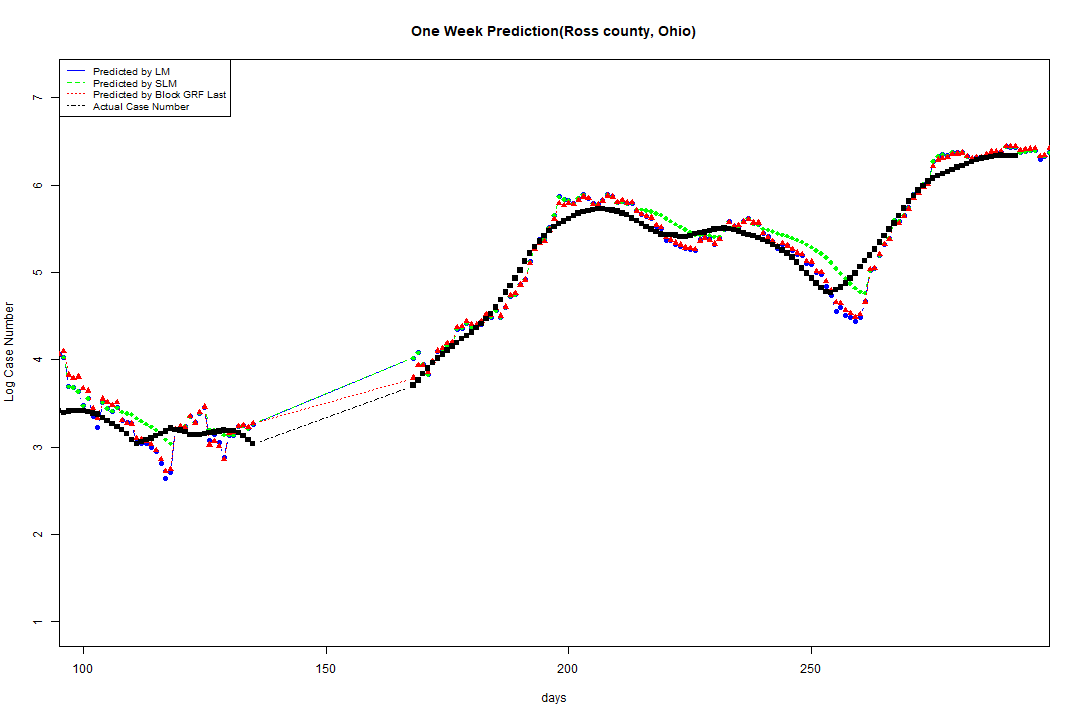 One Week Prediction(Ross county, Ohio)
Predicted by LM
Predicted by SLM
Predicted by Block GRF Last
Actual Case Number
7
6
5
4
3
2
1
Log Case Number
100 150 200 250
days